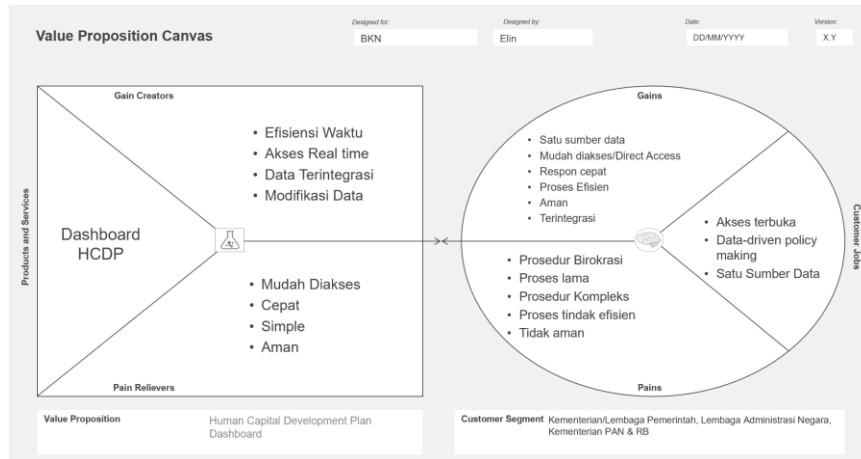 Value Proposition Canvas
Designed for:
BKN
Designed by:
Elin
Date:
DD/MM/YYYY
Version:
X.Y
Products and Services
Gain Creators
• Efisiensi Waktu
• Akses Real time
• Data Terintegrasi
• Modifikasi Data
Dashboard
HCDP
• Mudah Diakses
• Cepat
• Simple
• Aman
Pain Relievers
Gains
• Satu sumber data
• Mudah diakses/Direct Access
• Respon cepat
• Proses Efisien
• Aman
• Terintegrasi
• Akses terbuka
• Data-driven policy
making
• Satu Sumber Data
Customer Jobs
• Prosedur Birokrasi
• Proses lama
• Prosedur Kompleks
• Proses tindak efisien
• Tidak aman
Pains
Value Proposition
Human Capital Development Plan
Dashboard
Customer Segment
Kementerian/Lembaga Pemerintah, Lembaga Administrasi Negara,
Kementerian PAN & RB